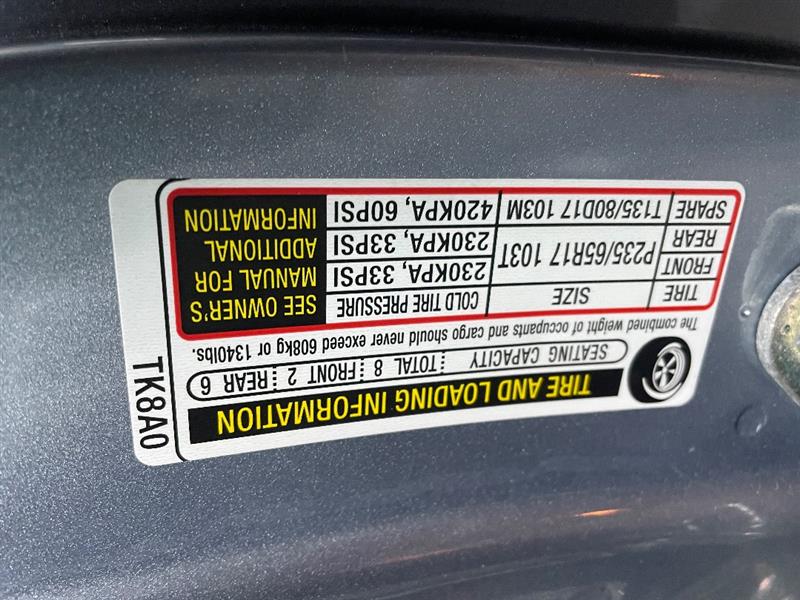 TIRE AND LOADING INFORMATION
SEATING CAPACITY TOTAL 8 FRONT 2 REAR 6
The combined weight of occupants and cargo should never exceed 608kg or 1340lbs.
TIRE SIZE COLD TIRE PRESSURE
FRONT P235/65R17 103T 230KPA, 33PSI
REAR 230KPA, 33PSI
SPARE T135/80D17 103M 420KPA, 60PSI
SEE OWNER'S
MANUAL FOR
ADDITIONAL
INFORMATION
TK8A0